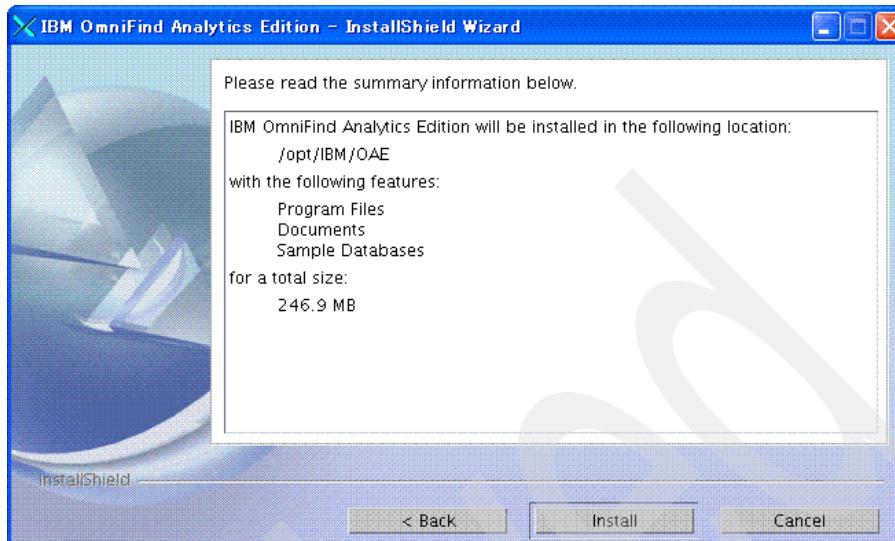 IBM OmniFind Analytics Edition - InstallShield Wizard
Please read the summary information below.
IBM OmniFind Analytics Edition will be installed in the following location:
/opt/IBM/OAE
with the following features:
Program Files
Documents
Sample Databases
for a total size:
246.9 MB
InstallShield
< Back
Install
Cancel